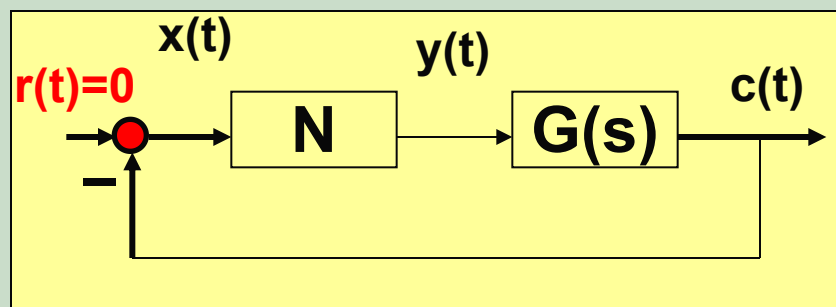 x(t)
y(t)
r(t)=0
c(t)
N
G(s)
−